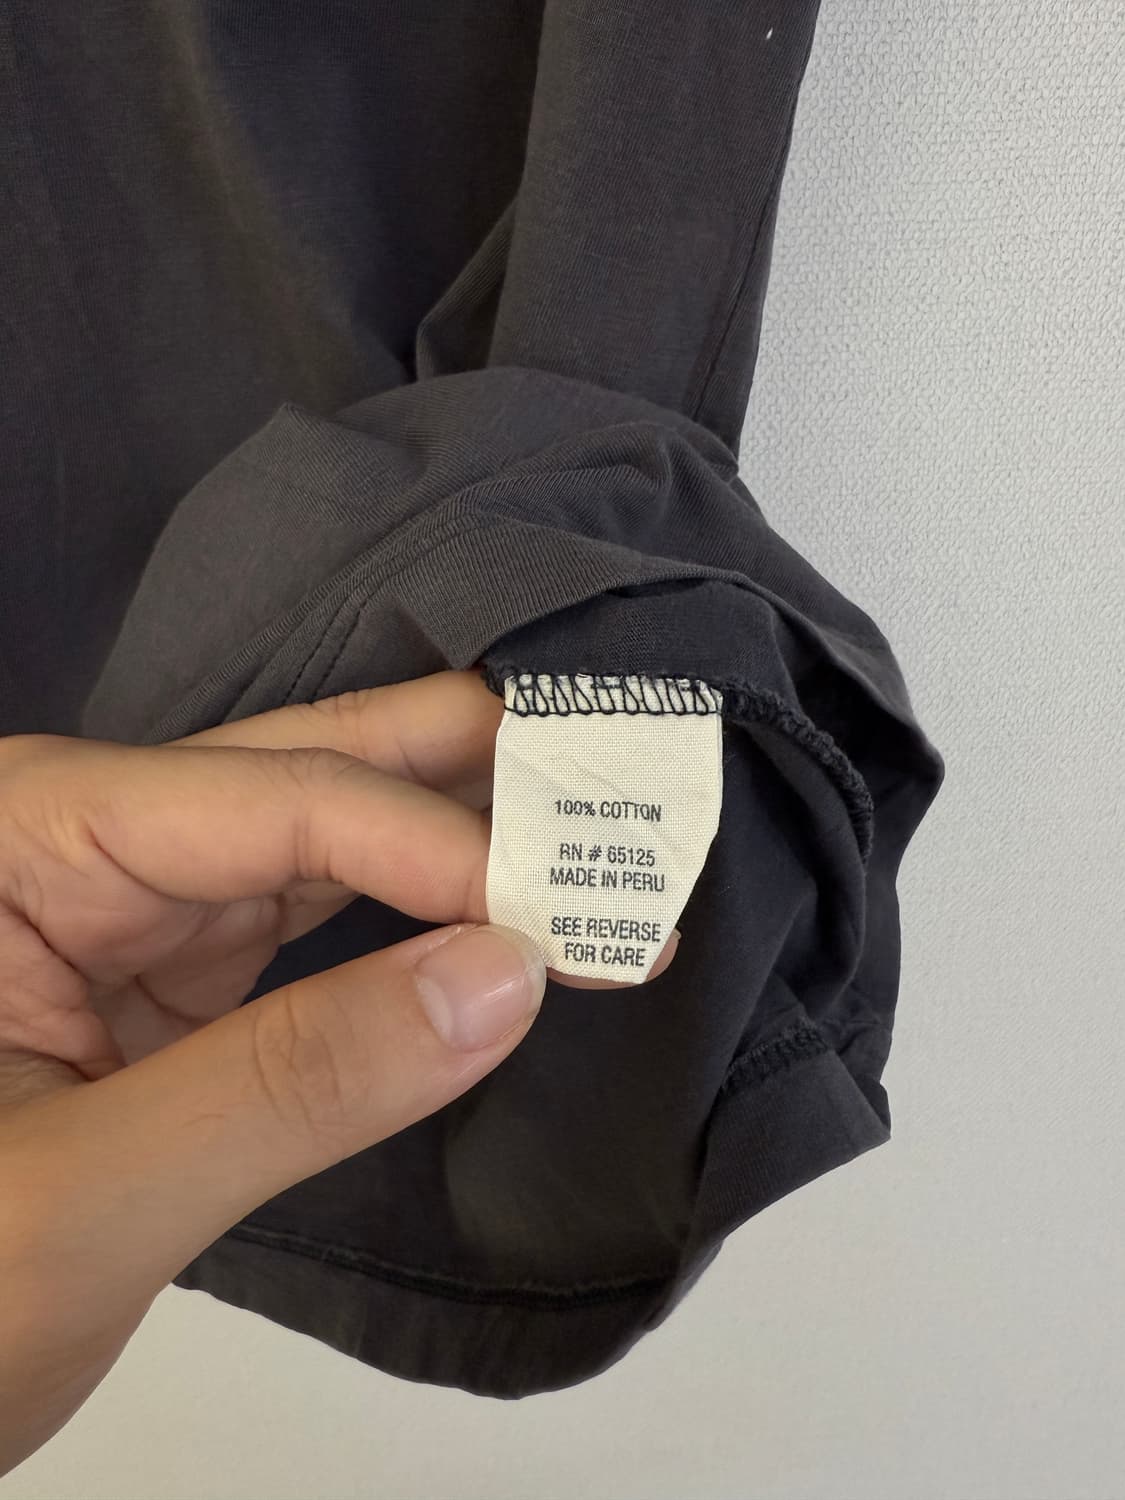 100% COTTON
RN # 65125
MADE IN PERU
SEE REVERSE
FOR CARE